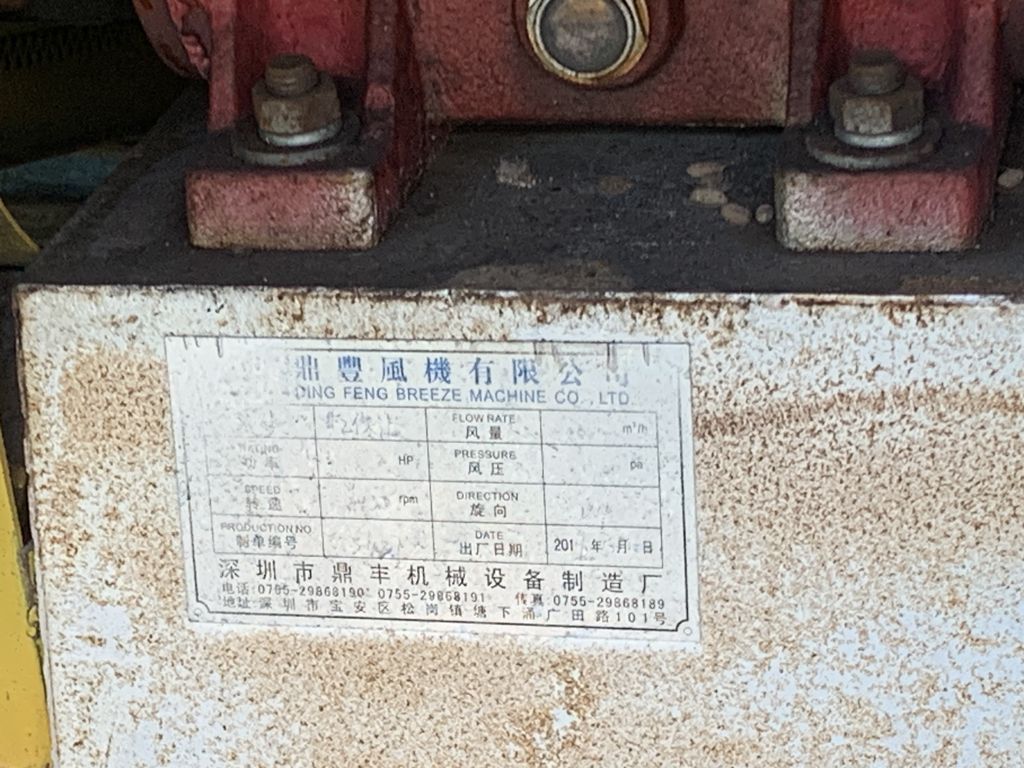 鼎豐風機有限公司
DING FENG BREEZE MACHINE CO.,LTD.
FLOW RATE
风量 m³/h
功率 HP PRESSURE
风压 pa
SPEED
转速 rpm DIRECTION
旋向
PRODUCTION NO
制单编号 DATE
出厂日期 201 年 月 日
深圳市鼎丰机械设备制造厂
电话:0755-29868190 0755-29868191 传真:0755-29868189
地址:深圳市宝安区松岗镇塘下涌广田路101号